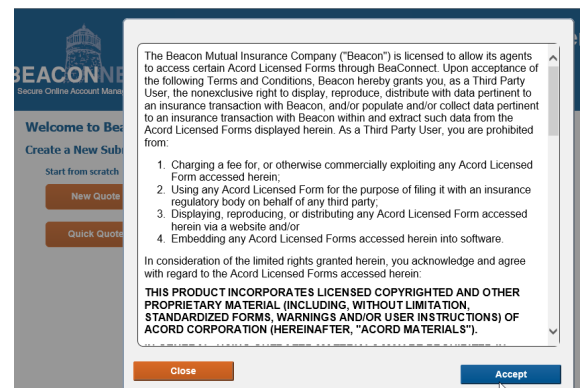 BEACONNE
Secure Online Account Mana
Welcome to Bea
Create a New Sub
Start from scratch
New Quote
Quick Quote
The Beacon Mutual Insurance Company ("Beacon") is licensed to allow its agents
to access certain Acord Licensed Forms through BeaConnect. Upon acceptance of
the following Terms and Conditions, Beacon hereby grants you, as a Third Party
User, the nonexclusive right to display, reproduce, distribute with data pertinent to
an insurance transaction with Beacon, and/or populate and/or collect data pertinent
to an insurance transaction with Beacon within and extract such data from the
Acord Licensed Forms displayed herein. As a Third Party User, you are prohibited
from:
1. Charging a fee for, or otherwise commercially exploiting any Acord Licensed
Form accessed herein;
2. Using any Acord Licensed Form for the purpose of filing it with an insurance
regulatory body on behalf of any third party;
3. Displaying, reproducing, or distributing any Acord Licensed Form accessed
herein via a website and/or
4. Embedding any Acord Licensed Forms accessed herein into software.
In consideration of the limited rights granted herein, you acknowledge and agree
with regard to the Acord Licensed Forms accessed herein:
THIS PRODUCT INCORPORATES LICENSED COPYRIGHTED AND OTHER
PROPRIETARY MATERIAL (INCLUDING, WITHOUT LIMITATION,
STANDARDIZED FORMS, WARNINGS AND/OR USER INSTRUCTIONS) OF
ACORD CORPORATION (HEREINAFTER, "ACORD MATERIALS").
Close
Accept